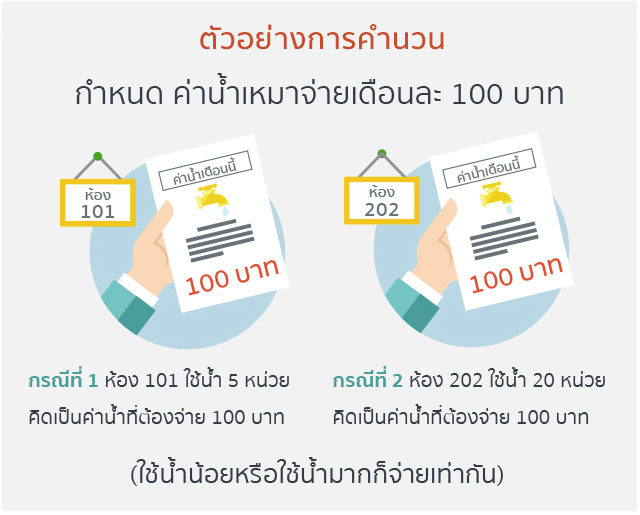 ตัวอย่างการคำนวน
กำหนด ค่าน้ำเหมาจ่ายเดือนละ 100 บาท
ห้อง
101
ค่าน้ำเดือนนี้
100 บาท
ห้อง
202
ค่าน้ำเดือนนี้
100 บาท
กรณีที่ 1 ห้อง 101 ใช้น้ำ 5 หน่วย
คิดเป็นค่าน้ำที่ต้องจ่าย 100 บาท
กรณีที่ 2 ห้อง 202 ใช้น้ำ 20 หน่วย
คิดเป็นค่าน้ำที่ต้องจ่าย 100 บาท
(ใช้น้ำน้อยหรือใช้น้ำมากก็จ่ายเท่ากัน)